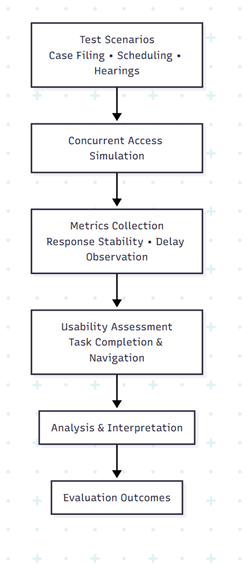 Test Scenarios
Case Filing • Scheduling •
Hearings
Concurrent Access
Simulation
Metrics Collection
Response Stability • Delay
Observation
Usability Assessment
Task Completion &
Navigation
Analysis & Interpretation
Evaluation Outcomes